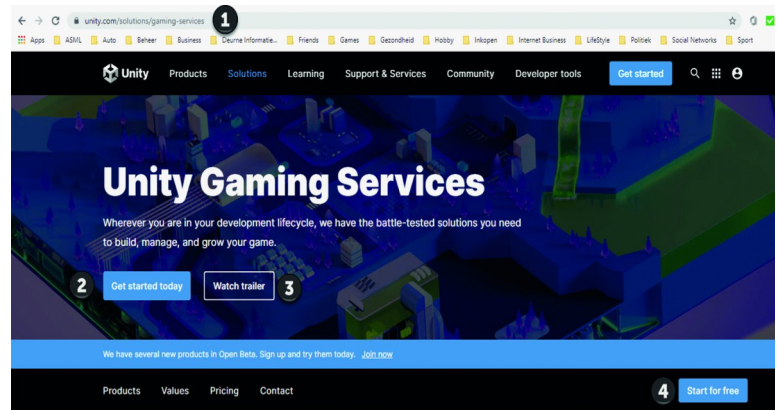 unity.com/solutions/gaming-services 1
Apps ASML Auto Beheer Business Deurne Informatie... Friends Games Gezondheid Hobby Inkopen Internet Business LifeStyle Politiek Social Networks Sport
Unity Products Solutions Learning Support & Services Community Developer tools Get started
Unity Gaming Services
Wherever you are in your development lifecycle, we have the battle-tested solutions you need
to build, manage, and grow your game.
2 Get started today Watch trailer 3
We have several new products in Open Beta. Sign up and try them today. Join now
Products Values Pricing Contact 4 Start for free